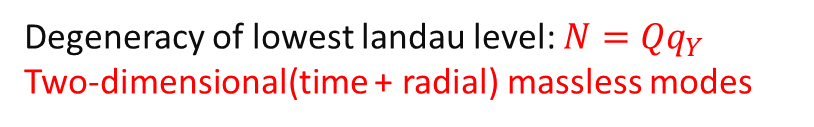 Degeneracy of lowest landau level: N = Qq_Y
Two-dimensional(time + radial) massless modes